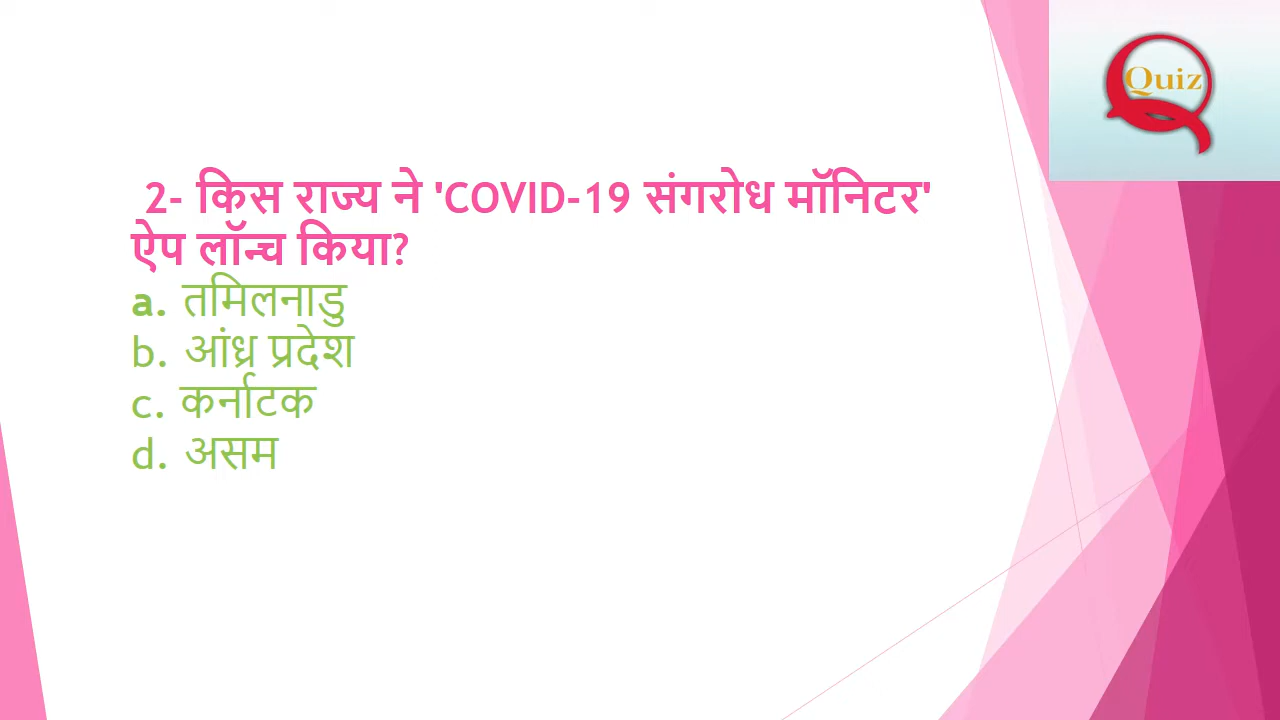 Quiz
2- किस राज्य ने 'COVID-19 संगरोध मॉनिटर'
ऐप लॉन्च किया?
a. तमिलनाडु
b. आंध्र प्रदेश
c. कर्नाटक
d. असम